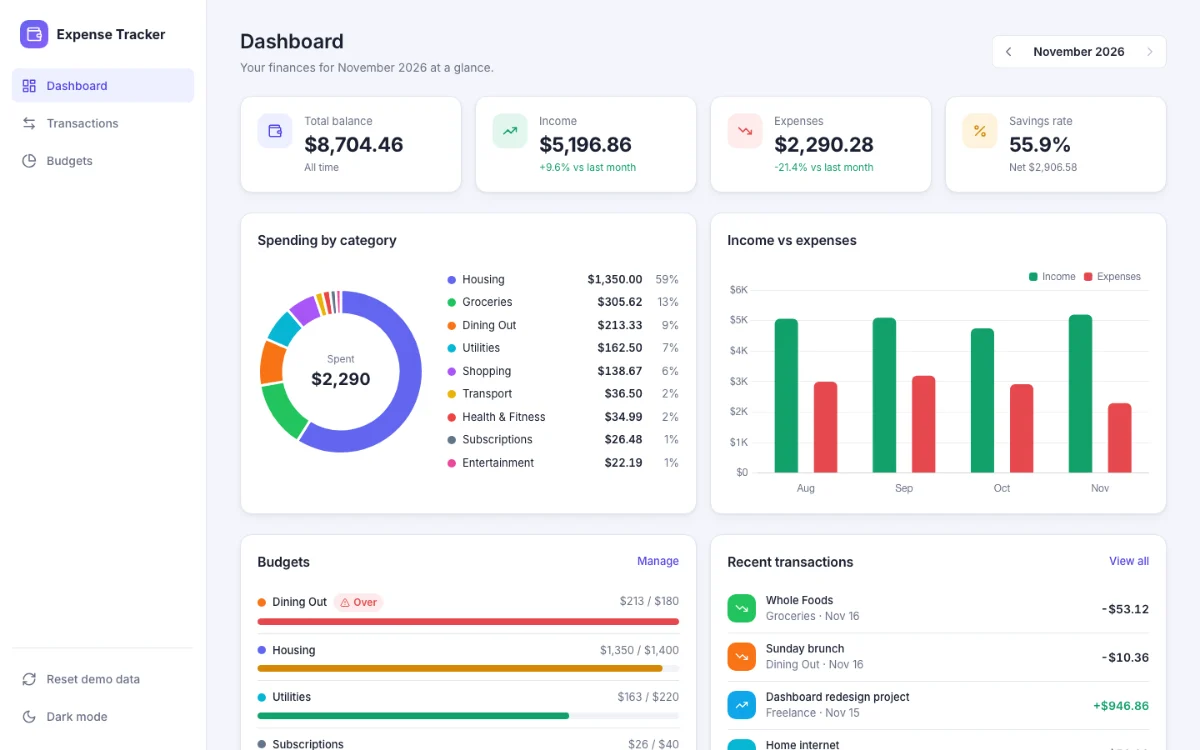 Expense Tracker
Dashboard
Transactions
Budgets
Reset demo data
Dark mode
Dashboard
Your finances for November 2026 at a glance.
November 2026
Total balance
$8,704.46
All time
Income
$5,196.86
+9.6% vs last month
Expenses
$2,290.28
-21.4% vs last month
Savings rate
55.9%
Net $2,906.58
Spending by category
Spent
$2,290
Housing $1,350.00 59%
Groceries $305.62 13%
Dining Out $213.33 9%
Utilities $162.50 7%
Shopping $138.67 6%
Transport $36.50 2%
Health & Fitness $34.99 2%
Subscriptions $26.48 1%
Entertainment $22.19 1%
Income vs expenses
Income Expenses
$6K
$5K
$4K
$3K
$2K
$1K
$0
Aug Sep Oct Nov
Budgets Manage
Dining Out Over $213 / $180
Housing $1,350 / $1,400
Utilities $163 / $220
Subscriptions $26 / $40
Recent transactions View all
Whole Foods
Groceries · Nov 16
-$53.12
Sunday brunch
Dining Out · Nov 16
-$10.36
Dashboard redesign project
Freelance · Nov 15
+$946.86
Home internet